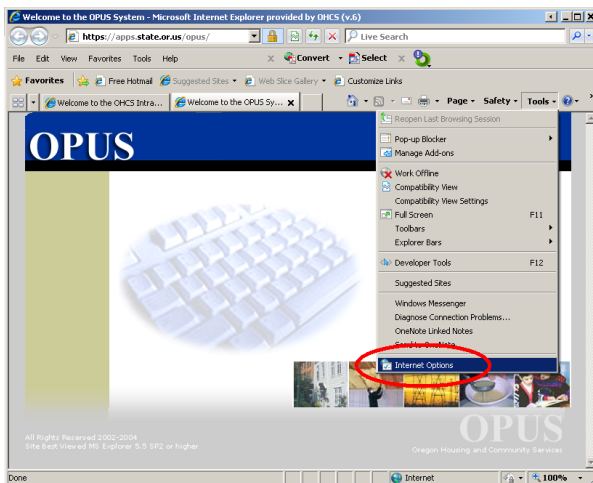 Welcome to the OPUS System - Microsoft Internet Explorer provided by OHCS (v.6)
https://apps.state.or.us/opus/ Live Search
File Edit View Favorites Tools Help x Convert Select x
Favorites Free Hotmail Suggested Sites Web Slice Gallery Customize Links
Welcome to the OHCS Intra... Welcome to the OPUS Sy... x Page Safety Tools
Reopen Last Browsing Session
OPUS
Pop-up Blocker
Manage Add-ons
Work Offline
Compatibility View
Compatibility View Settings
Full Screen F11
Toolbars
Explorer Bars
Developer Tools F12
Suggested Sites
Windows Messenger
Diagnose Connection Problems...
OneNote Linked Notes
Send to OneNote
Internet Options
OPUS
All Rights Reserved 2002-2004
Site Best Viewed MS Explorer 5.5 SP2 or higher
Oregon Housing and Community Services
Done Internet 100%